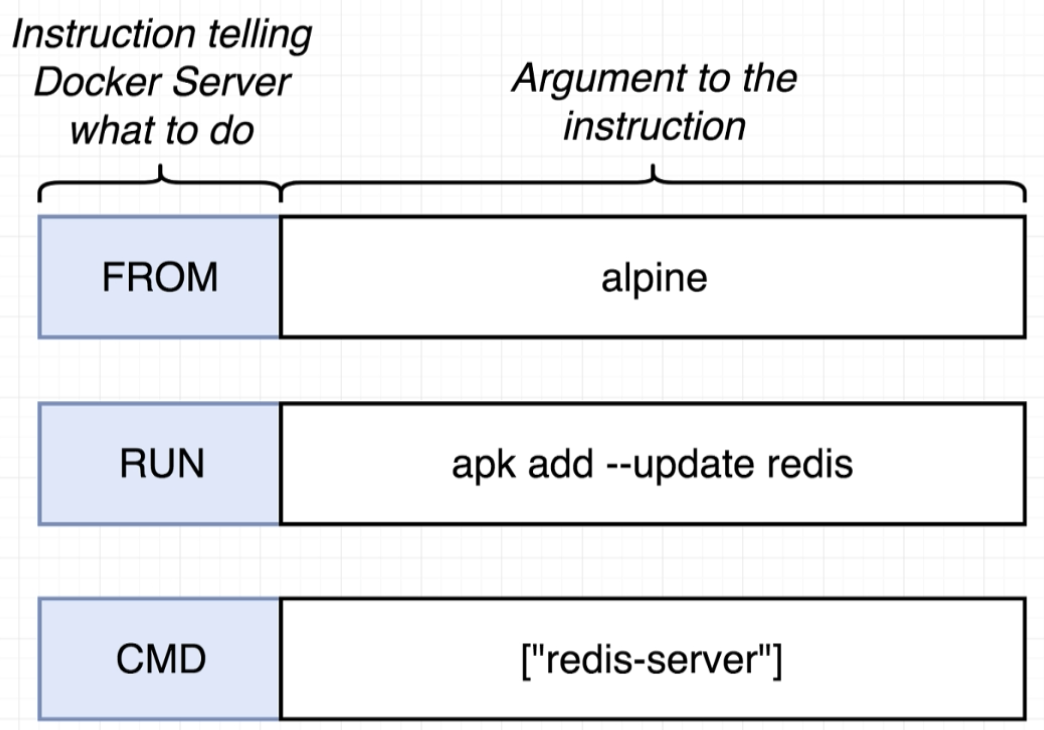 Instruction telling
Docker Server
what to do
Argument to the
instruction
FROM
alpine
RUN
apk add --update redis
CMD
["redis-server"]